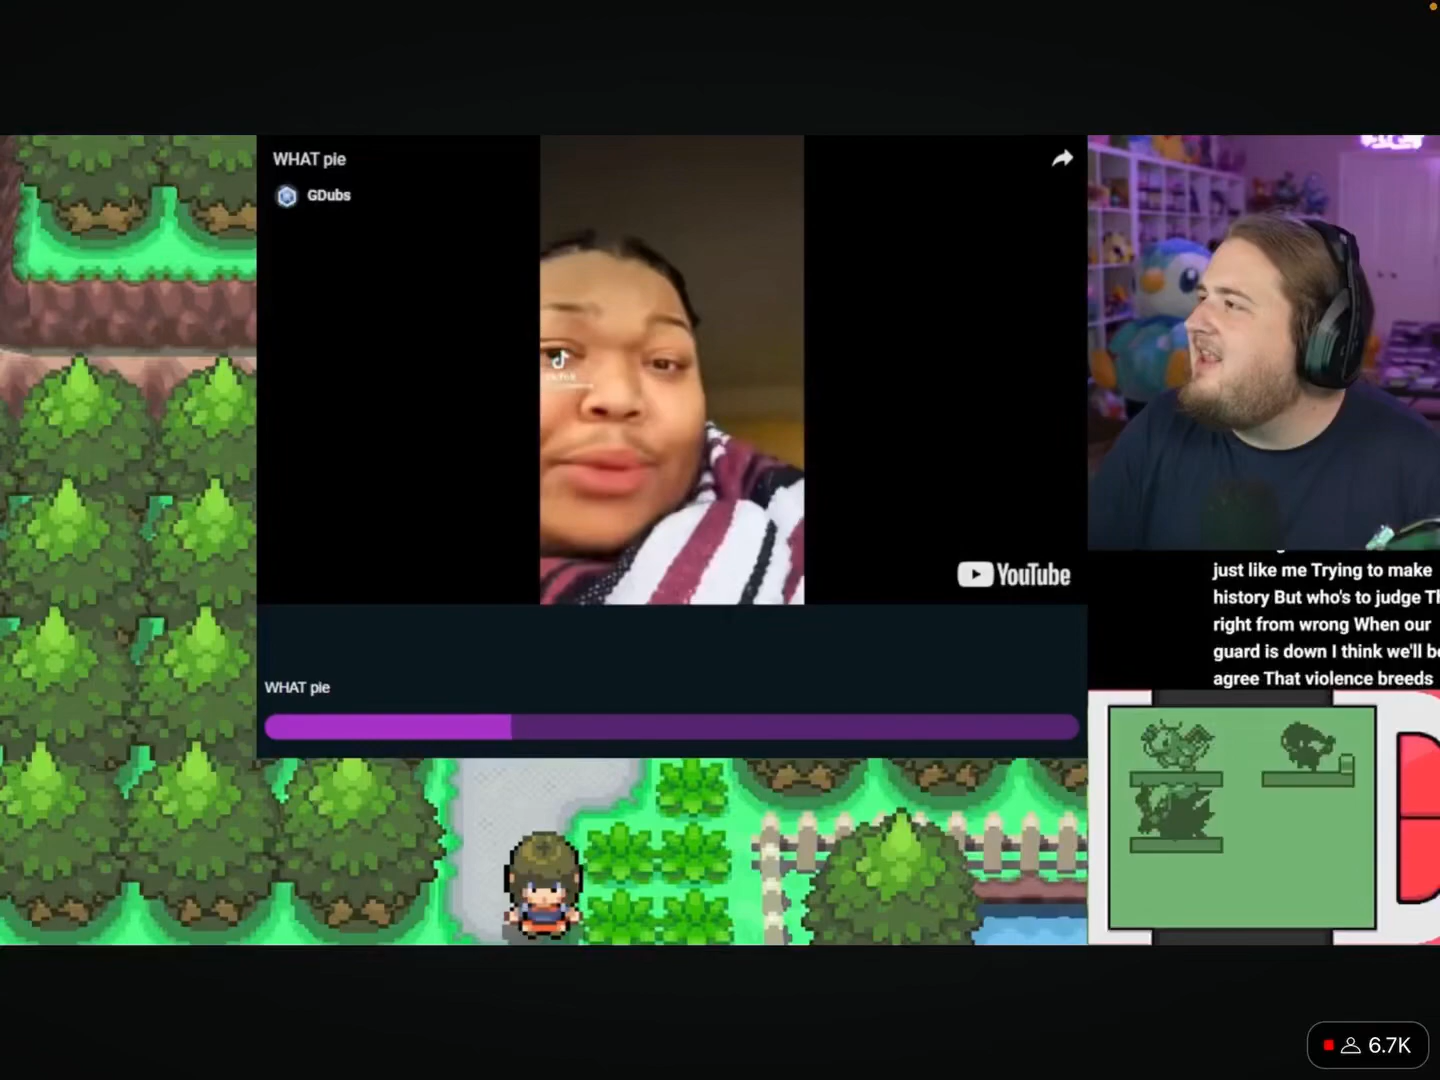 WHAT pie
GDubs
YouTube
just like me Trying to make
history But who's to judge Th
right from wrong When our
guard is down I think we'll b
agree That violence breeds
WHAT pie
6.7K